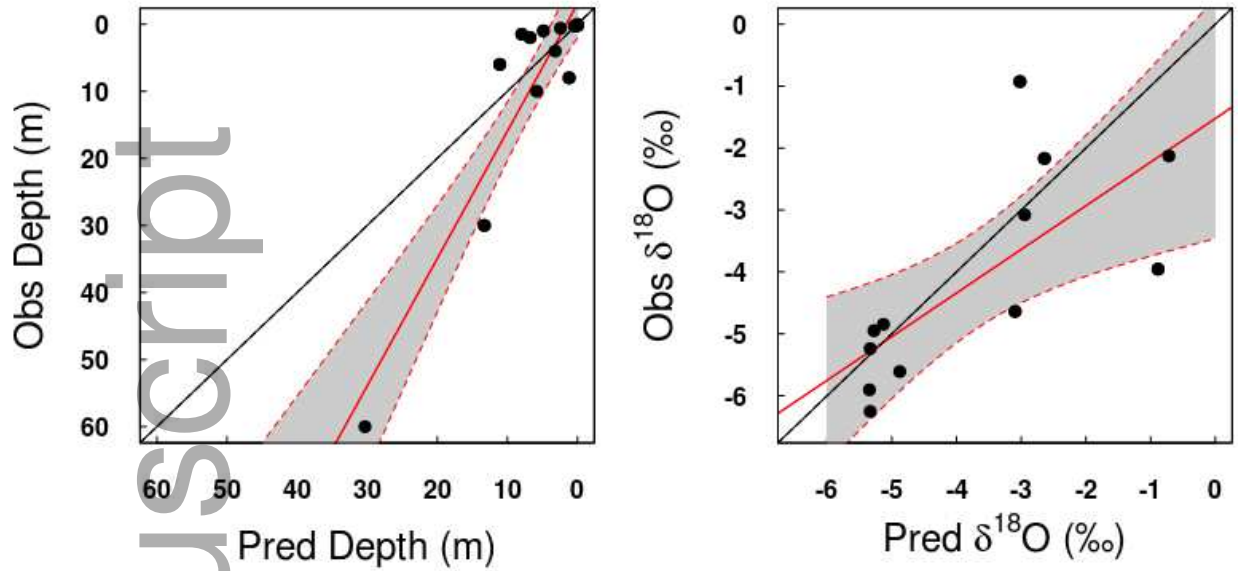 0
10
20
30
40
50
60
Obs Depth (m)
60 50 40 30 20 10 0
Pred Depth (m)
uscript
0
-1
-2
-3
-4
-5
-6
Obs δ¹⁸O (‰)
-6 -5 -4 -3 -2 -1 0
Pred δ¹⁸O (‰)